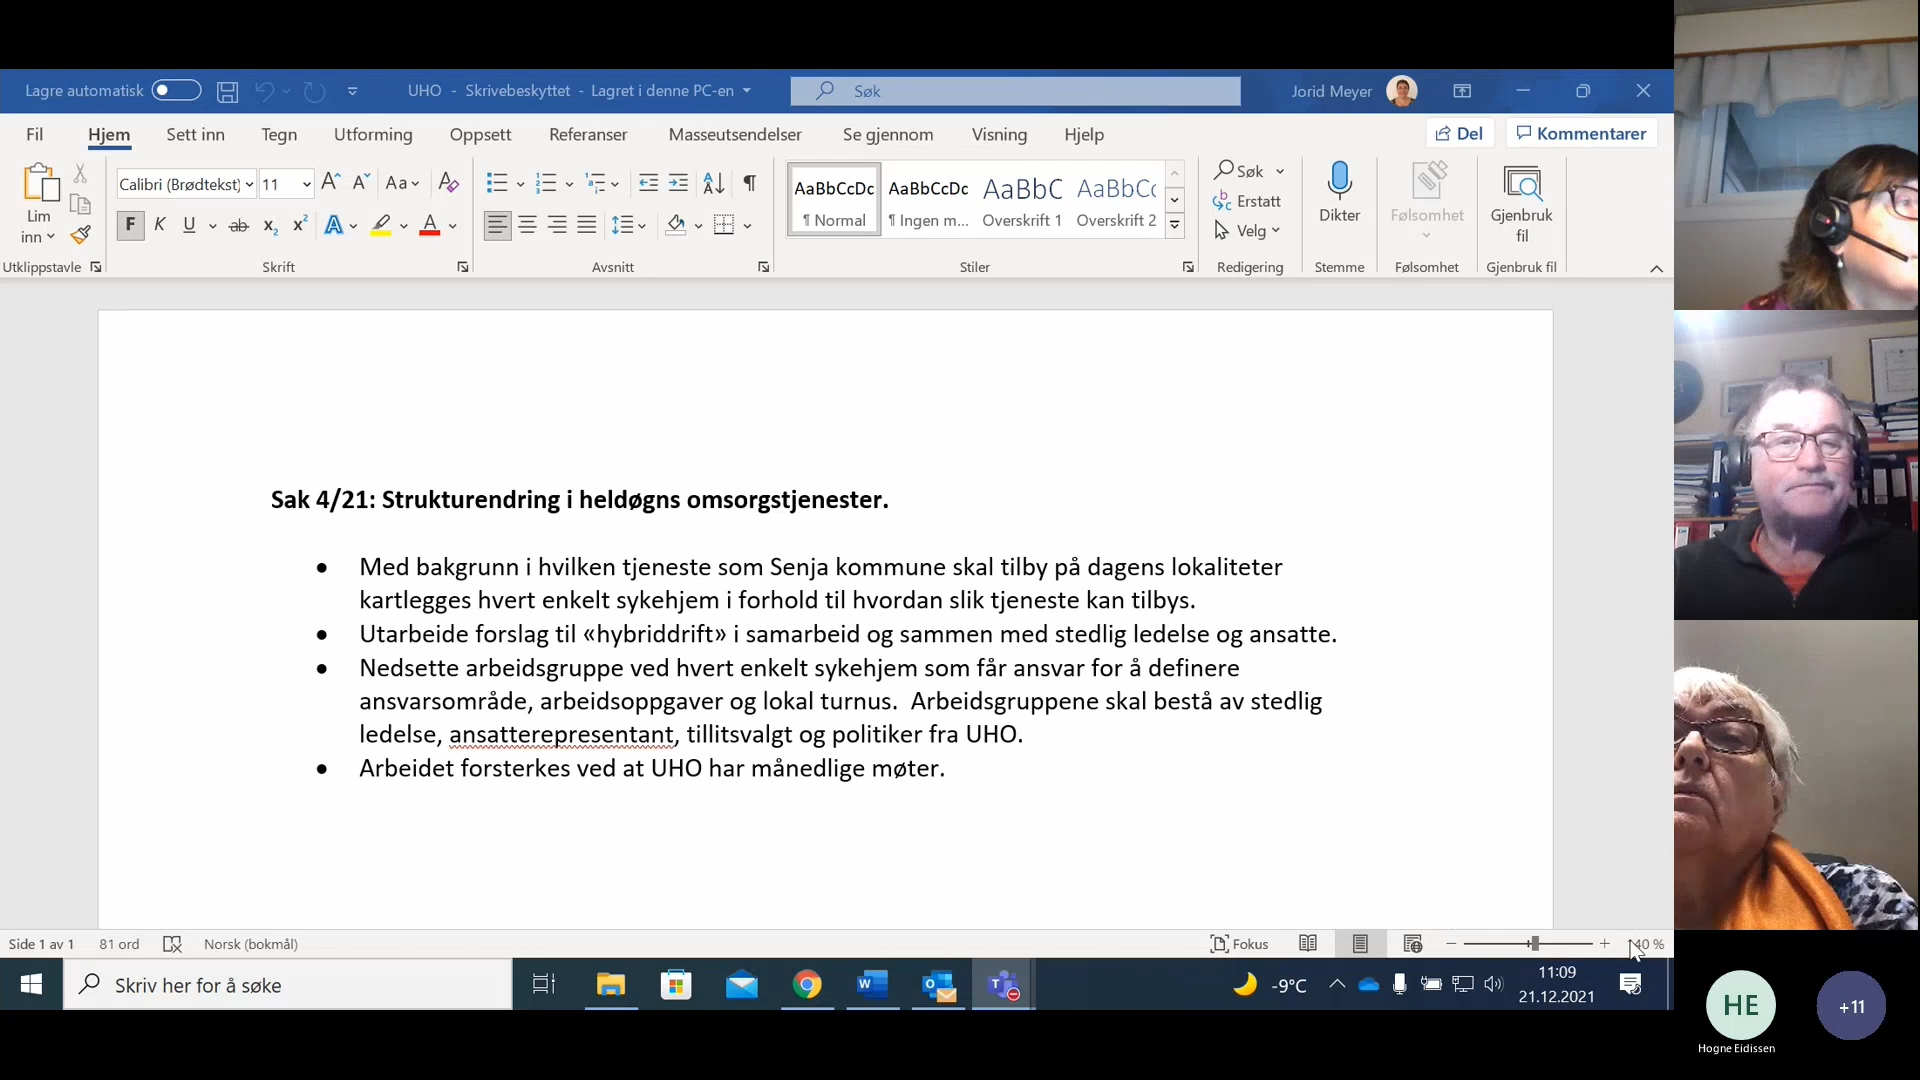 Lagre automatisk
UHO - Skrivebeskyttet - Lagret i denne PC-en
Søk
Jorid Meyer
Fil Hjem Sett inn Tegn Utforming Oppsett Referanser Masseutsendelser Se gjennom Visning Hjelp
Del
Kommentarer
Lim inn
Calibri (Brødtekst) 11
Aa
F K U ab x₂ x²
AaBbCcDc AaBbCcDc AaBbC AaBbCc
¶ Normal ¶ Ingen m... Overskrift 1 Overskrift 2
Søk
Erstatt
Velg
Dikter
Følsomhet
Gjenbruk fil
Utklippstavle Skrift Avsnitt Stiler Redigering Stemme Følsomhet Gjenbruk fil
Sak 4/21: Strukturendring i heldøgns omsorgstjenester.
• Med bakgrunn i hvilken tjeneste som Senja kommune skal tilby på dagens lokaliteter
kartlegges hvert enkelt sykehjem i forhold til hvordan slik tjeneste kan tilbys.
• Utarbeide forslag til «hybriddrift» i samarbeid og sammen med stedlig ledelse og ansatte.
• Nedsette arbeidsgruppe ved hvert enkelt sykehjem som får ansvar for å definere
ansvarsområde, arbeidsoppgaver og lokal turnus. Arbeidsgruppene skal bestå av stedlig
ledelse, ansatterepresentant, tillitsvalgt og politiker fra UHO.
• Arbeidet forsterkes ved at UHO har månedlige møter.
Side 1 av 1 81 ord Norsk (bokmål)
Fokus
40 %
Skriv her for å søke
-9°C
11:09
21.12.2021
HE
+11
Hogne Eidissen